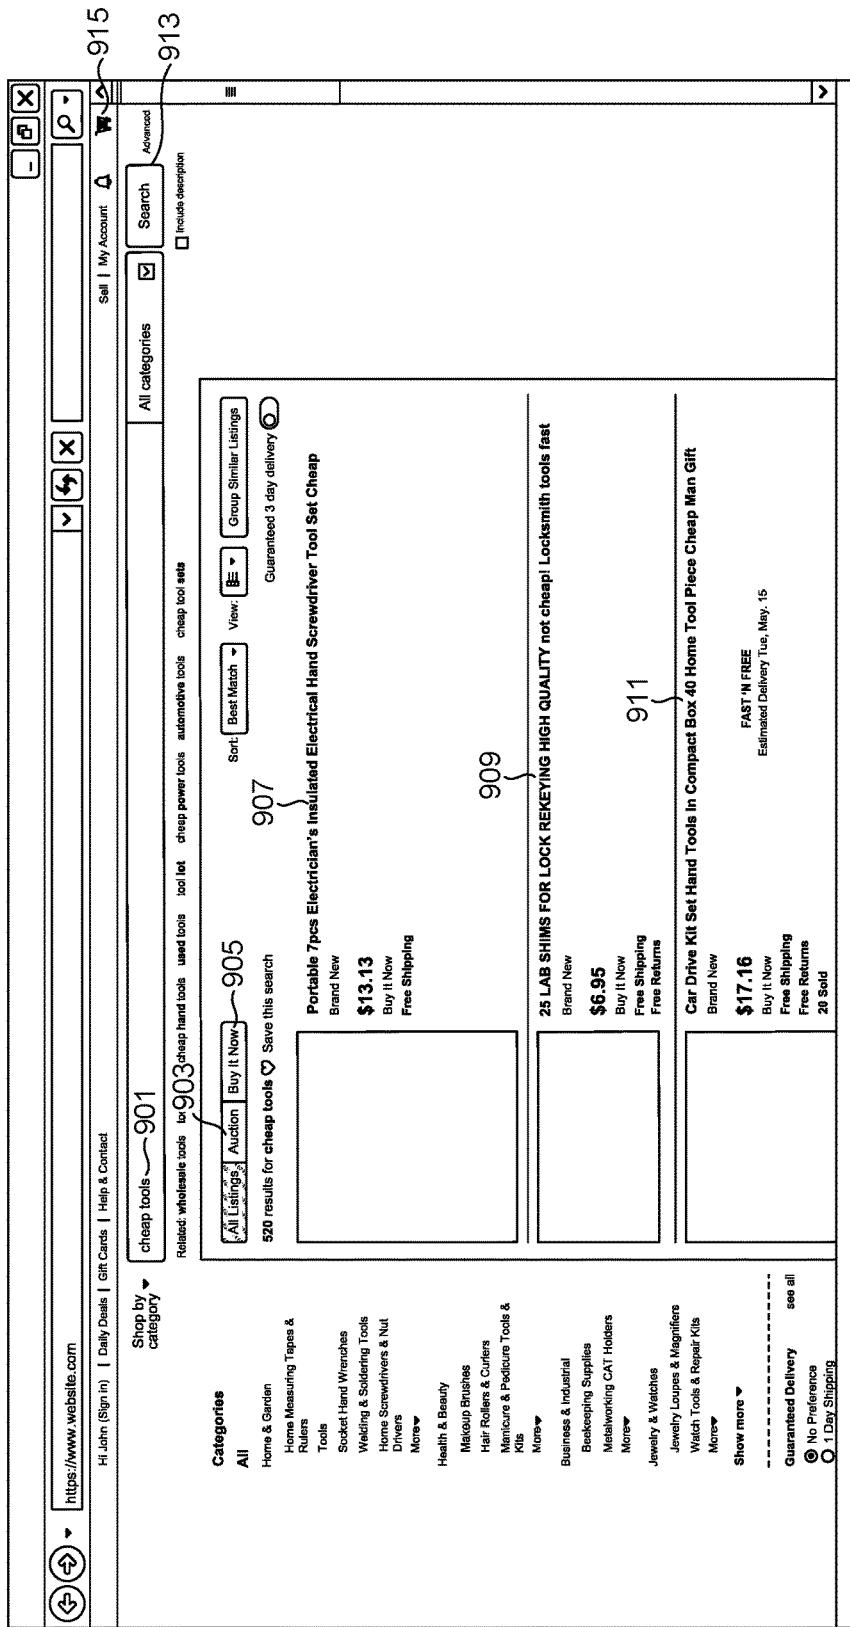 https://www.website.com
Hi John (Sign in) | Daily Deals | Gift Cards | Help & Contact
Sell | My Account
915
Shop by
category
cheap tools
901
All categories
Search
Advanced
913
Include description
Related: wholesale tools cheap hand tools used tools tool lot cheap power tools automotive tools cheap tool sets
903
All Listings Auction Buy It Now
905
Sort: Best Match View: Group Similar Listings
520 results for cheap tools Save this search
Guaranteed 3 day delivery
907
Portable 7pcs Electrician's Insulated Electrical Hand Screwdriver Tool Set Cheap
Brand New
$13.13
Buy It Now
Free Shipping
909
25 LAB SHIMS FOR LOCK REKEYING HIGH QUALITY not cheap! Locksmith tools fast
Brand New
$6.95
Buy It Now
Free Shipping
Free Returns
911
Car Drive Kit Set Hand Tools In Compact Box 40 Home Tool Piece Cheap Man Gift
Brand New
$17.16
Buy It Now
Free Shipping
Free Returns
20 Sold
FAST 'N FREE
Estimated Delivery Tue, May. 15
Categories
All
Home & Garden
Home Measuring Tapes &
Rulers
Tools
Socket Hand Wrenches
Welding & Soldering Tools
Home Screwdrivers & Nut
Drivers
More
Health & Beauty
Makeup Brushes
Hair Rollers & Curlers
Manicure & Pedicure Tools &
Kits
More
Business & Industrial
Beekeeping Supplies
Metalworking CAT Holders
More
Jewelry & Watches
Jewelry Loupes & Magnifiers
Watch Tools & Repair Kits
More
Show more
Guaranteed Delivery see all
No Preference
1 Day Shipping